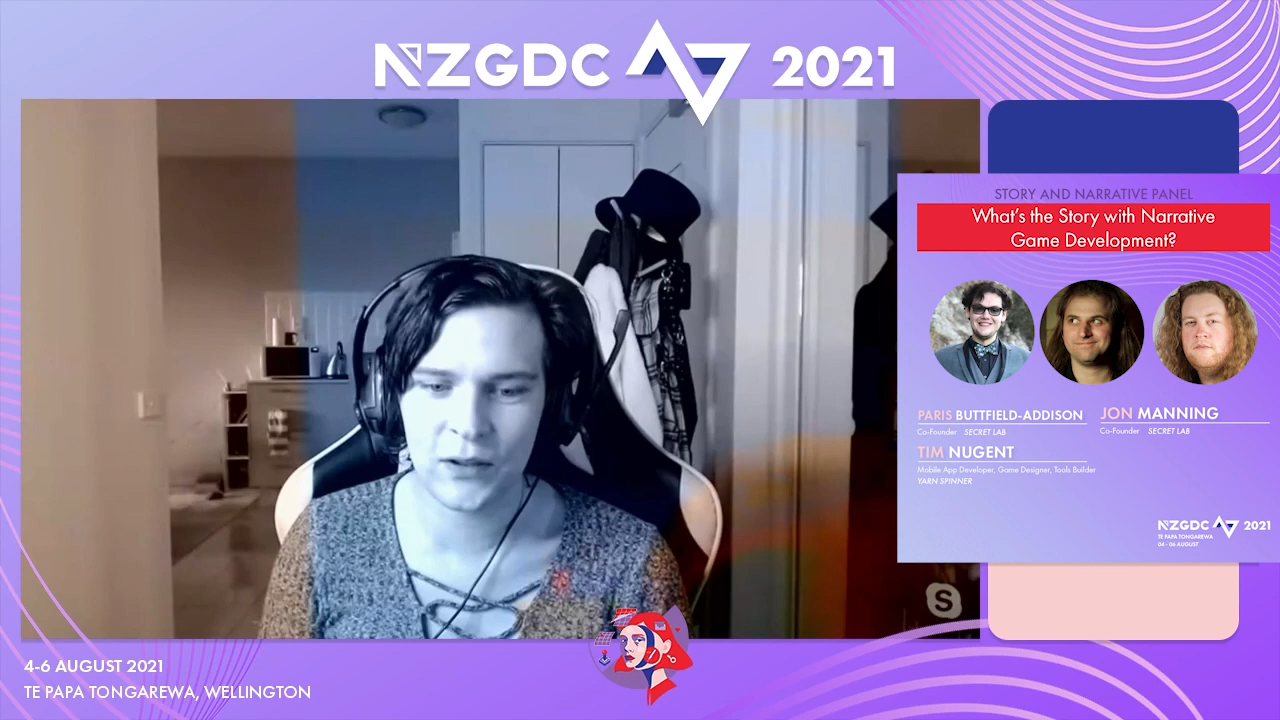 NZGDC 2021
STORY AND NARRATIVE PANEL
What's the Story with Narrative
Game Development?
PARIS BUTTFIELD-ADDISON
Co-Founder SECRET LAB
JON MANNING
Co-Founder SECRET LAB
TIM NUGENT
Mobile App Developer, Game Designer, Tools Builder
YARN SPINNER
NZGDC 2021
TE PAPA TONGAREWA
04 - 06 AUGUST
S
4-6 AUGUST 2021
TE PAPA TONGAREWA, WELLINGTON